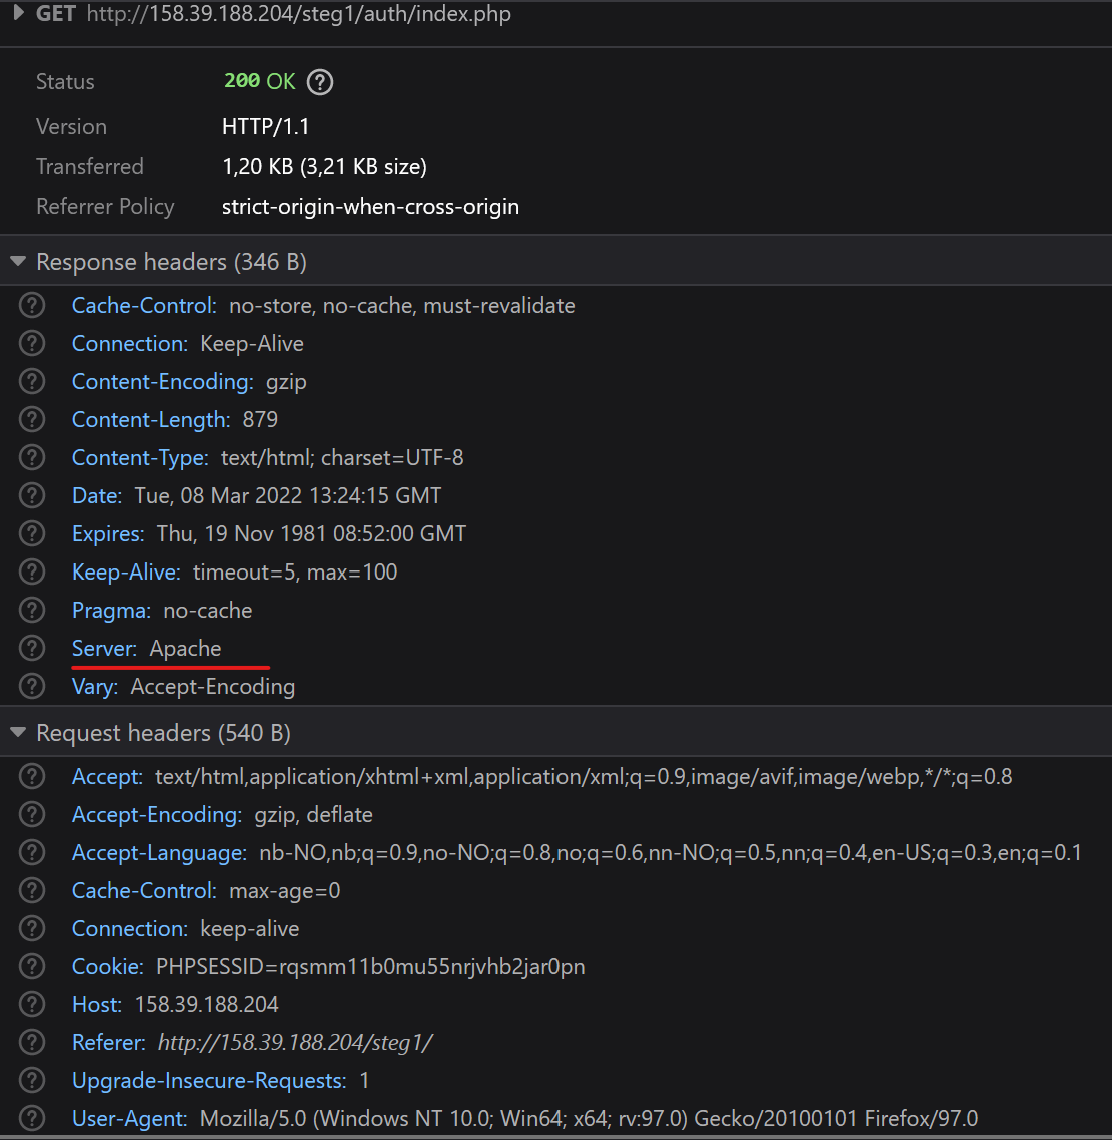 GET http://158.39.188.204/steg1/auth/index.php
Status 200 OK ?
Version HTTP/1.1
Transferred 1,20 KB (3,21 KB size)
Referrer Policy strict-origin-when-cross-origin
Response headers (346 B)
? Cache-Control: no-store, no-cache, must-revalidate
? Connection: Keep-Alive
? Content-Encoding: gzip
? Content-Length: 879
? Content-Type: text/html; charset=UTF-8
? Date: Tue, 08 Mar 2022 13:24:15 GMT
? Expires: Thu, 19 Nov 1981 08:52:00 GMT
? Keep-Alive: timeout=5, max=100
? Pragma: no-cache
? Server: Apache
? Vary: Accept-Encoding
Request headers (540 B)
? Accept: text/html,application/xhtml+xml,application/xml;q=0.9,image/avif,image/webp,*/*;q=0.8
? Accept-Encoding: gzip, deflate
? Accept-Language: nb-NO,nb;q=0.9,no-NO;q=0.8,no;q=0.6,nn-NO;q=0.5,nn;q=0.4,en-US;q=0.3,en;q=0.1
? Cache-Control: max-age=0
? Connection: keep-alive
? Cookie: PHPSESSID=rqsmm11b0mu55nrjvhb2jar0pn
? Host: 158.39.188.204
? Referer: http://158.39.188.204/steg1/
? Upgrade-Insecure-Requests: 1
? User-Agent: Mozilla/5.0 (Windows NT 10.0; Win64; x64; rv:97.0) Gecko/20100101 Firefox/97.0